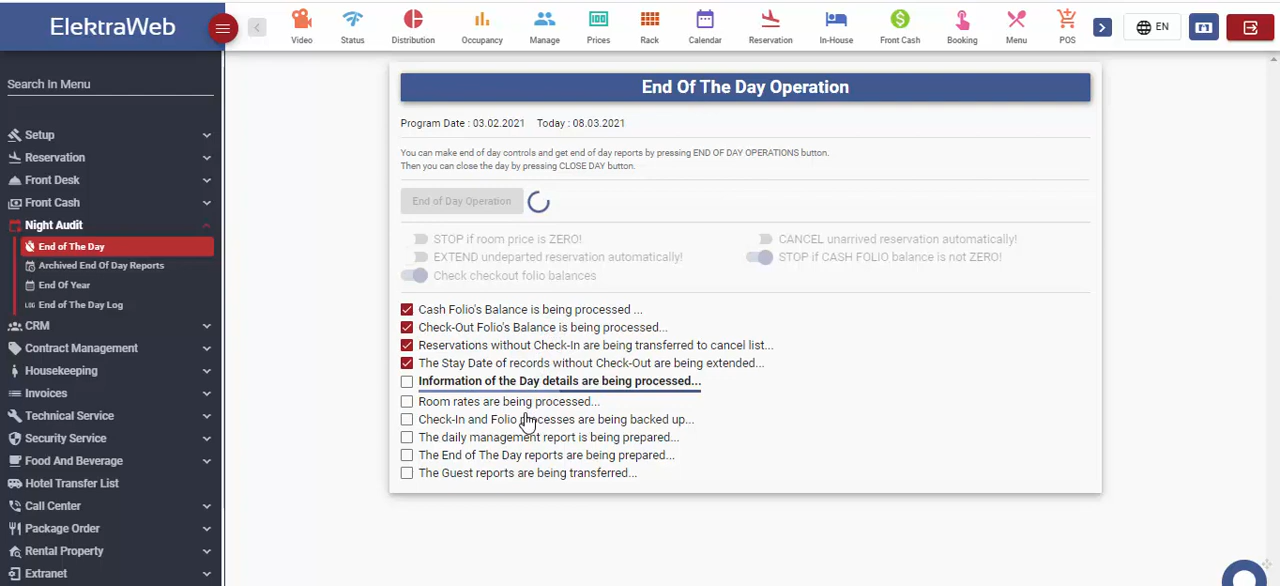 ElektraWeb
Video
Status
Distribution
Occupancy
Manage
Prices
Rack
Calendar
Reservation
In-House
Front Cash
Booking
Menu
POS
EN
Search In Menu
Setup
Reservation
Front Desk
Front Cash
Night Audit
End of The Day
Archived End Of Day Reports
End Of Year
LOG End of The Day Log
CRM
Contract Management
Housekeeping
Invoices
Technical Service
Security Service
Food And Beverage
Hotel Transfer List
Call Center
Package Order
Rental Property
Extranet
End Of The Day Operation
Program Date : 03.02.2021 Today : 08.03.2021
You can make end of day controls and get end of day reports by pressing END OF DAY OPERATIONS button.
Then you can close the day by pressing CLOSE DAY button.
End of Day Operation
STOP if room price is ZERO!
CANCEL unarrived reservation automatically!
EXTEND undeparted reservation automatically!
STOP if CASH FOLIO balance is not ZERO!
Check checkout folio balances
Cash Folio's Balance is being processed ...
Check-Out Folio's Balance is being processed...
Reservations without Check-In are being transferred to cancel list...
The Stay Date of records without Check-Out are being extended...
Information of the Day details are being processed...
Room rates are being processed...
Check-In and Folio processes are being backed up...
The daily management report is being prepared...
The End of The Day reports are being prepared...
The Guest reports are being transferred...